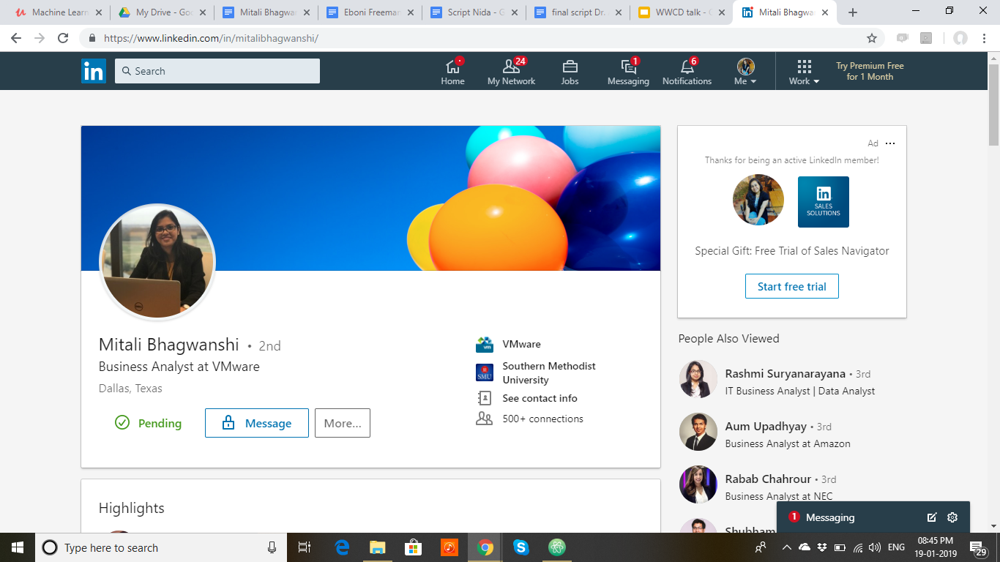 Machine Learn
My Drive - Goo
Mitali Bhagwan
Eboni Freeman
Script Nida - G
final script Dr.
WWCD talk - G
Mitali Bhagwan
https://www.linkedin.com/in/mitalibhagwanshi/
in
Search
Home
24
My Network
Jobs
1
Messaging
6
Notifications
Me
Work
Try Premium Free
for 1 Month
Mitali Bhagwanshi • 2nd
Business Analyst at VMware
Dallas, Texas
Pending
Message
More...
vm
VMware
SMU
Southern Methodist
University
See contact info
500+ connections
Highlights
Ad
Thanks for being an active LinkedIn member!
in
SALES
SOLUTIONS
Special Gift: Free Trial of Sales Navigator
Start free trial
People Also Viewed
Rashmi Suryanarayana • 3rd
IT Business Analyst | Data Analyst
Aum Upadhyay • 3rd
Business Analyst at Amazon
Rabab Chahrour • 3rd
Business Analyst at NEC
Shubham
1 Messaging
Type here to search
ENG
08:45 PM
19-01-2019
29